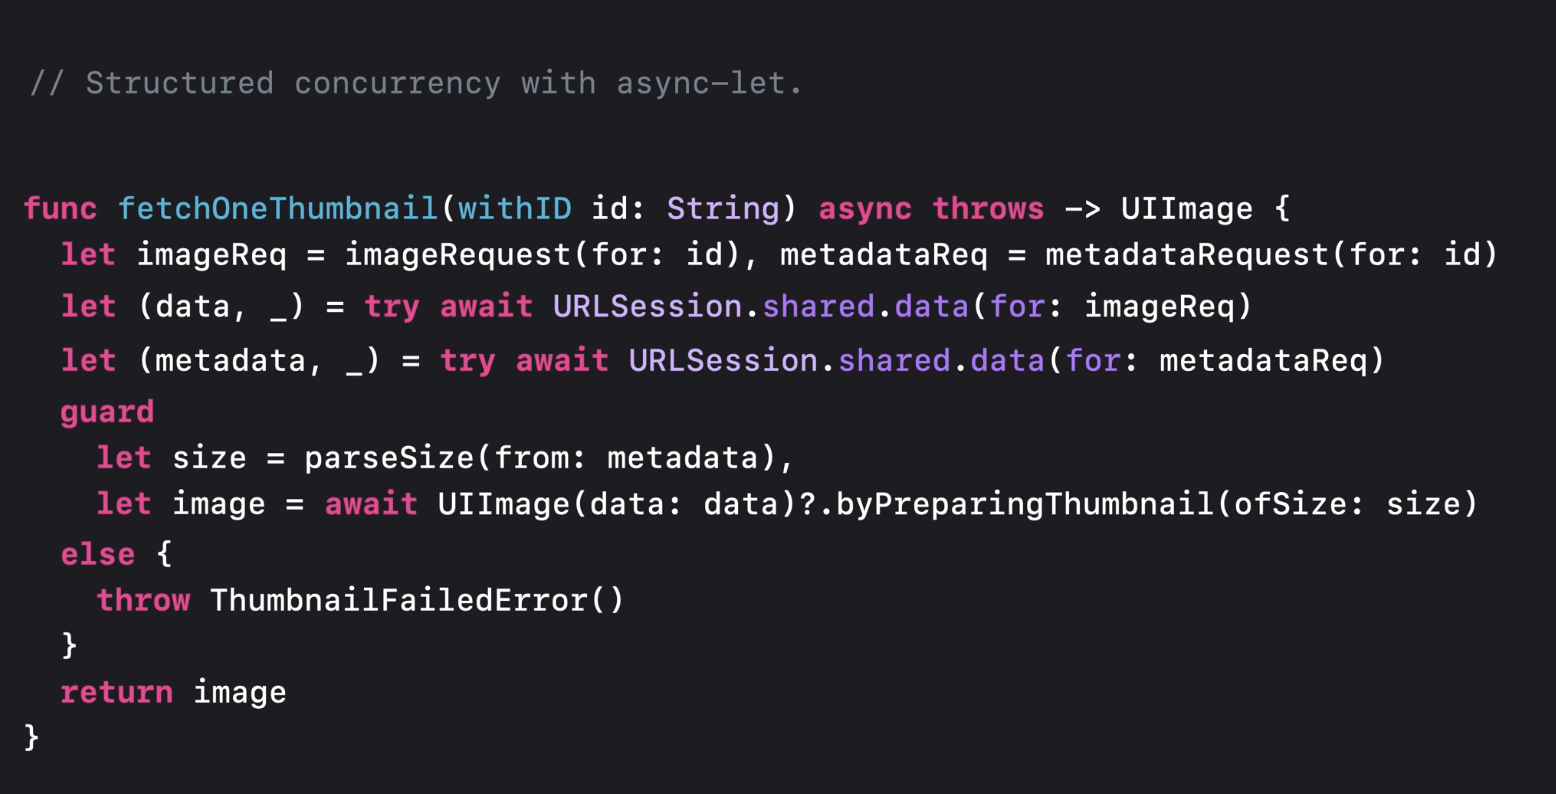 // Structured concurrency with async-let.
func fetchOneThumbnail(withID id: String) async throws -> UIImage {
let imageReq = imageRequest(for: id), metadataReq = metadataRequest(for: id)
let (data, _) = try await URLSession.shared.data(for: imageReq)
let (metadata, _) = try await URLSession.shared.data(for: metadataReq)
guard
let size = parseSize(from: metadata),
let image = await UIImage(data: data)?.byPreparingThumbnail(ofSize: size)
else {
throw ThumbnailFailedError()
}
return image
}